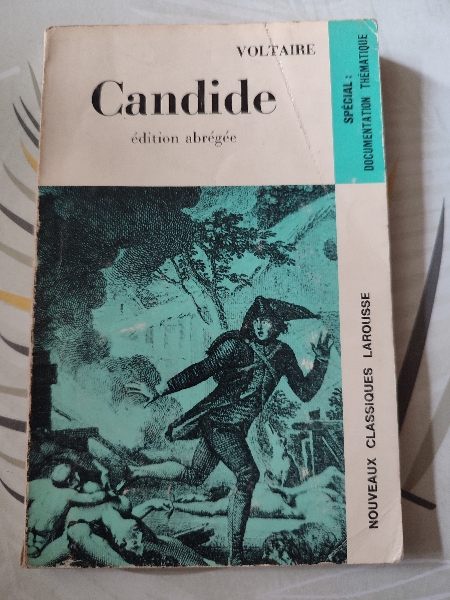 VOLTAIRE
Candide
édition abrégée
SPÉCIAL :
DOCUMENTATION THÉMATIQUE
NOUVEAUX CLASSIQUES LAROUSSE